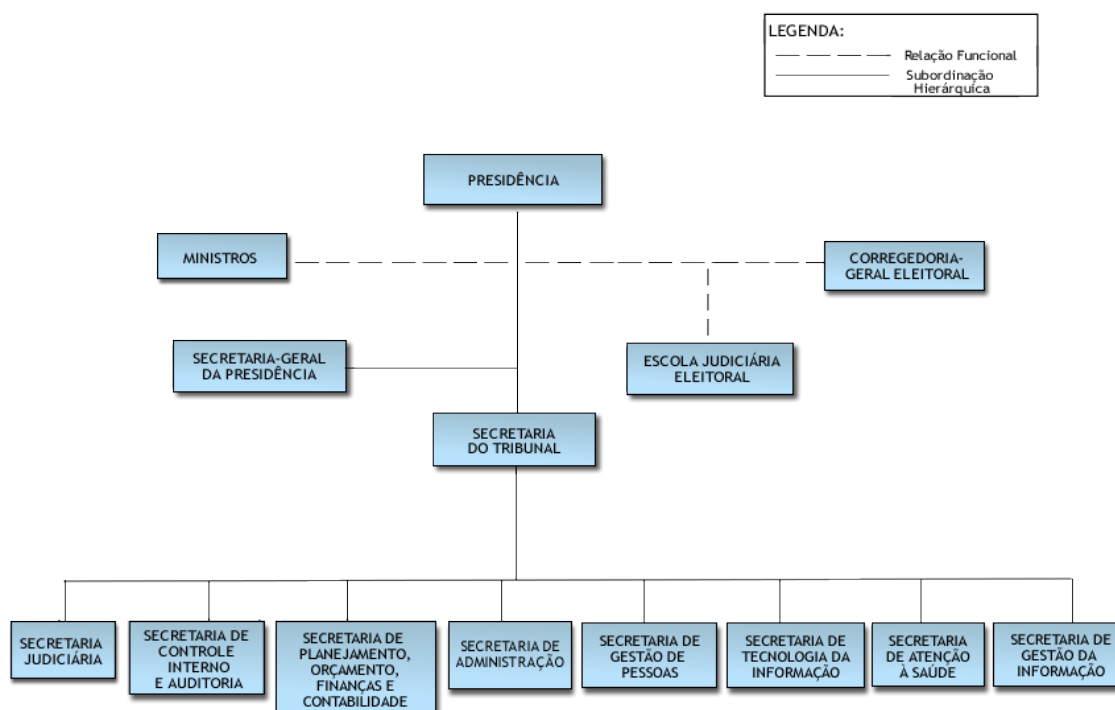 LEGENDA:
Relação Funcional
Subordinação
Hierárquica
PRESIDÊNCIA
MINISTROS
CORREGEDORIA-
GERAL ELEITORAL
SECRETARIA-GERAL
DA PRESIDÊNCIA
ESCOLA JUDICIÁRIA
ELEITORAL
SECRETARIA
DO TRIBUNAL
SECRETARIA
JUDICIÁRIA
SECRETARIA DE
CONTROLE
INTERNO
E AUDITORIA
SECRETARIA DE
PLANEJAMENTO,
ORÇAMENTO,
FINANÇAS E
CONTABILIDADE
SECRETARIA DE
ADMINISTRAÇÃO
SECRETARIA DE
GESTÃO DE
PESSOAS
SECRETARIA DE
TECNOLOGIA DA
INFORMAÇÃO
SECRETARIA
DE ATENÇÃO
À SAÚDE
SECRETARIA DE
GESTÃO DA
INFORMAÇÃO